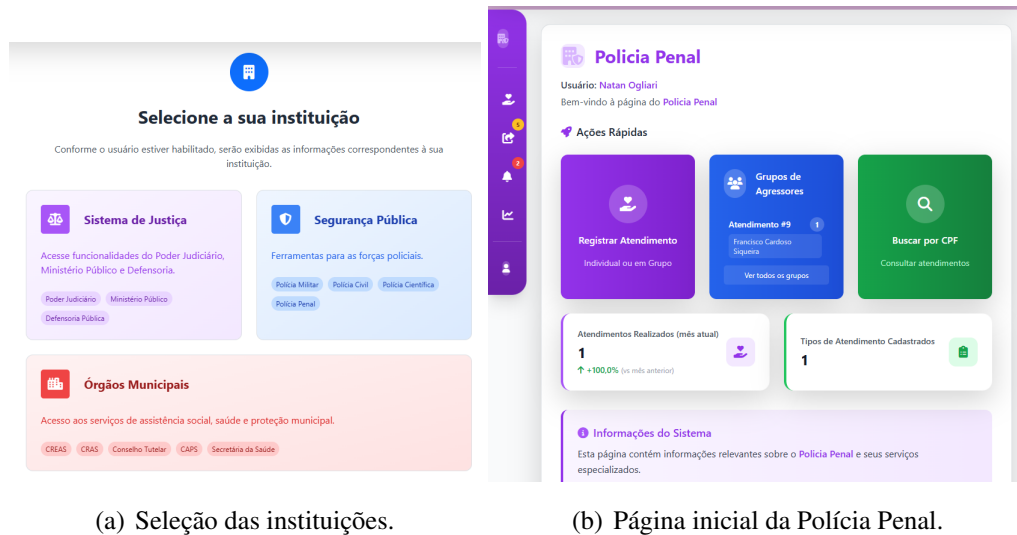 Selecione a sua instituição
Conforme o usuário estiver habilitado, serão exibidas as informações correspondentes à sua
instituição.
Sistema de Justiça
Acesse funcionalidades do Poder Judiciário,
Ministério Público e Defensoria.
Poder Judiciário
Ministério Público
Defensoria Pública
Segurança Pública
Ferramentas para as forças policiais.
Polícia Militar
Polícia Civil
Polícia Científica
Polícia Penal
Órgãos Municipais
Acesso aos serviços de assistência social, saúde e proteção municipal.
CREAS
CRAS
Conselho Tutelar
CAPS
Secretária da Saúde
(a) Seleção das instituições.
5
2
Policia Penal
Usuário: Natan Ogliari
Bem-vindo à página do Policia Penal
Ações Rápidas
Registrar Atendimento
Individual ou em Grupo
Grupos de
Agressores
Atendimento #9
1
Francisco Cardoso
Siqueira
Ver todos os grupos
Buscar por CPF
Consultar atendimentos
Atendimentos Realizados (mês atual)
1
+100,0% (vs mês anterior)
Tipos de Atendimento Cadastrados
1
Informações do Sistema
Esta página contém informações relevantes sobre o Policia Penal e seus serviços
especializados.
(b) Página inicial da Polícia Penal.